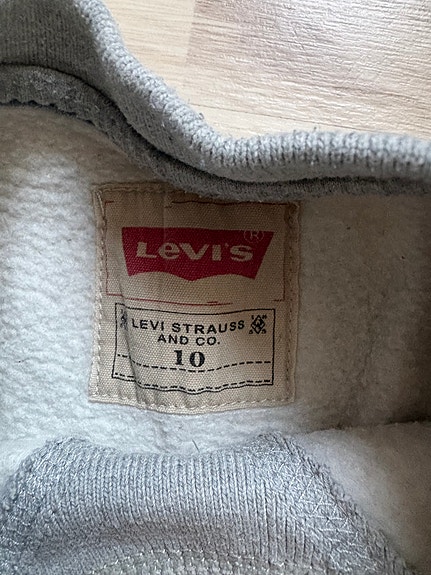 LEVI'S (R)
LEVI STRAUSS
AND CO.
10